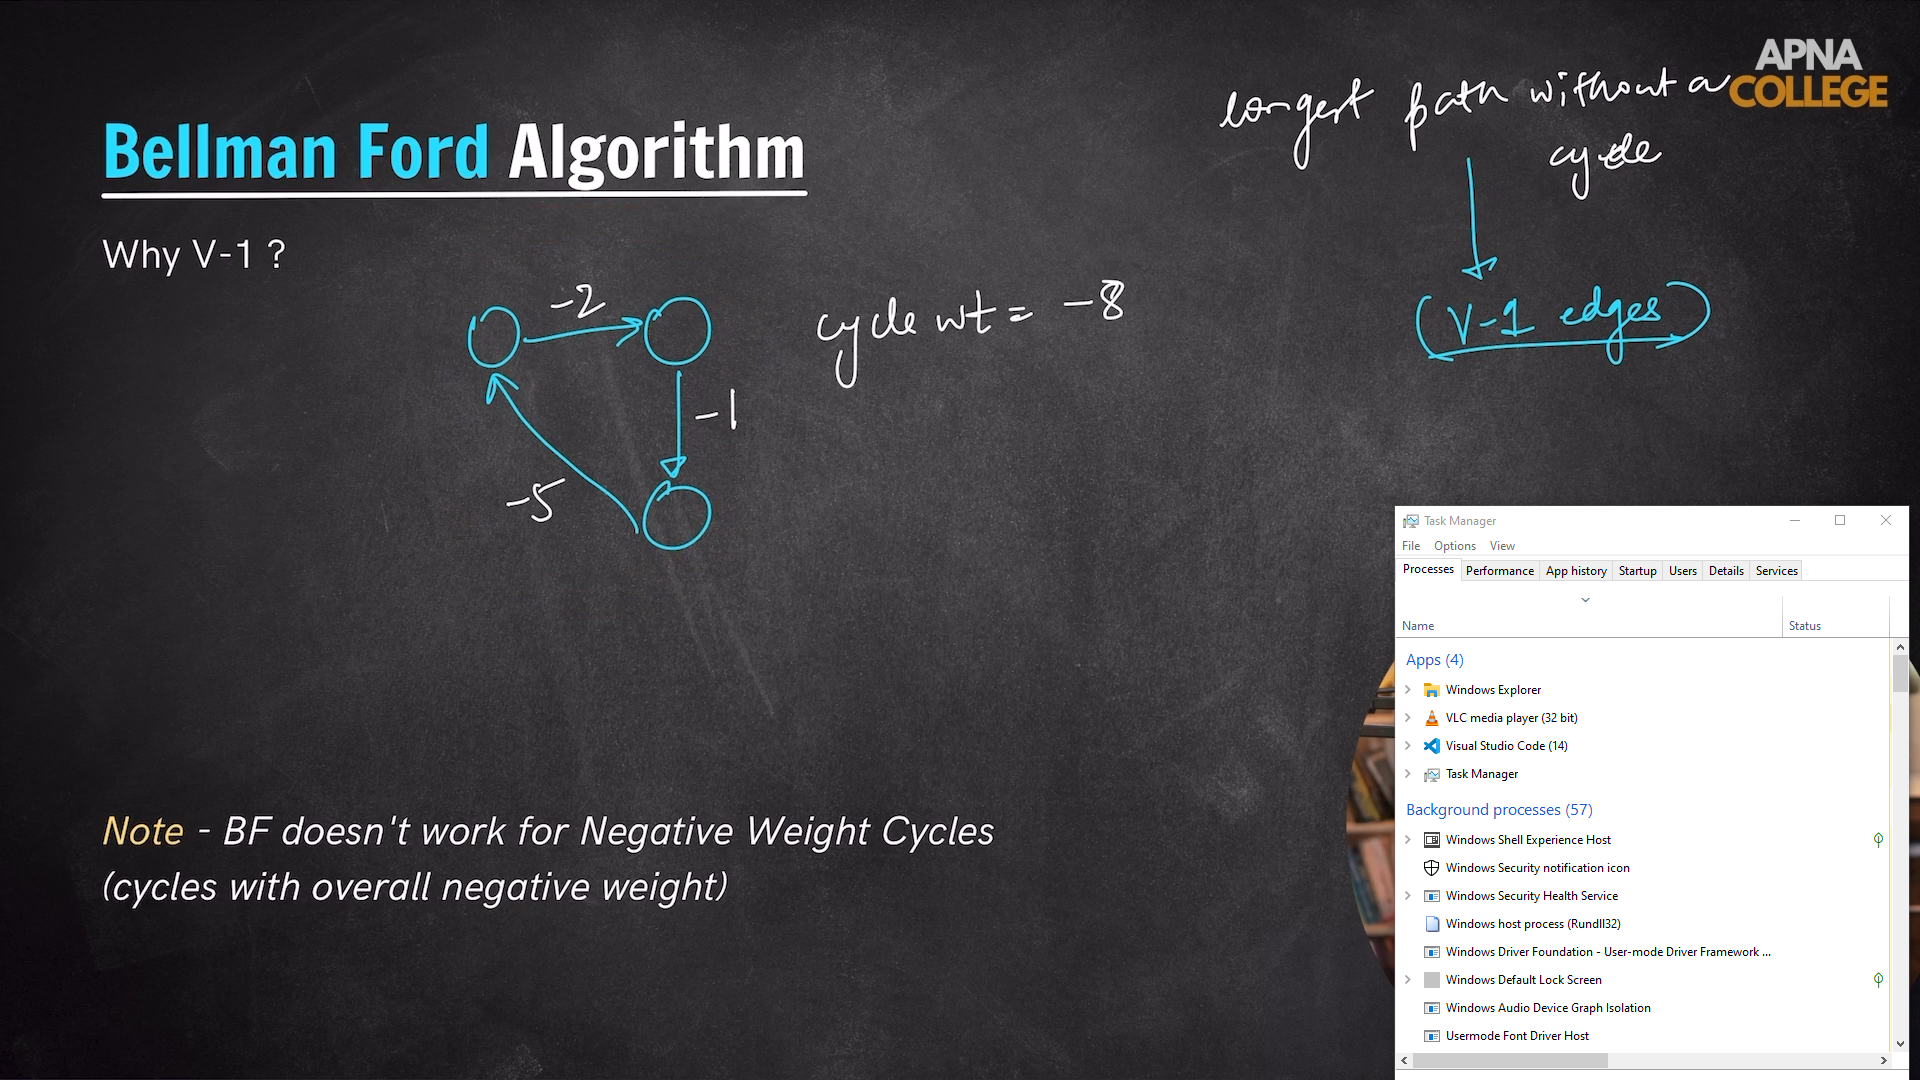 APNA
COLLEGE
longest path without a
cycle
Bellman Ford Algorithm
Why V-1 ?
-2
cycle wt = -8
(V-1 edges)
-1
-5
Note - BF doesn't work for Negative Weight Cycles
(cycles with overall negative weight)
Task Manager
File Options View
Processes Performance App history Startup Users Details Services
Name Status
Apps (4)
Windows Explorer
VLC media player (32 bit)
Visual Studio Code (14)
Task Manager
Background processes (57)
Windows Shell Experience Host
Windows Security notification icon
Windows Security Health Service
Windows host process (Rundll32)
Windows Driver Foundation - User-mode Driver Framework ...
Windows Default Lock Screen
Windows Audio Device Graph Isolation
Usermode Font Driver Host